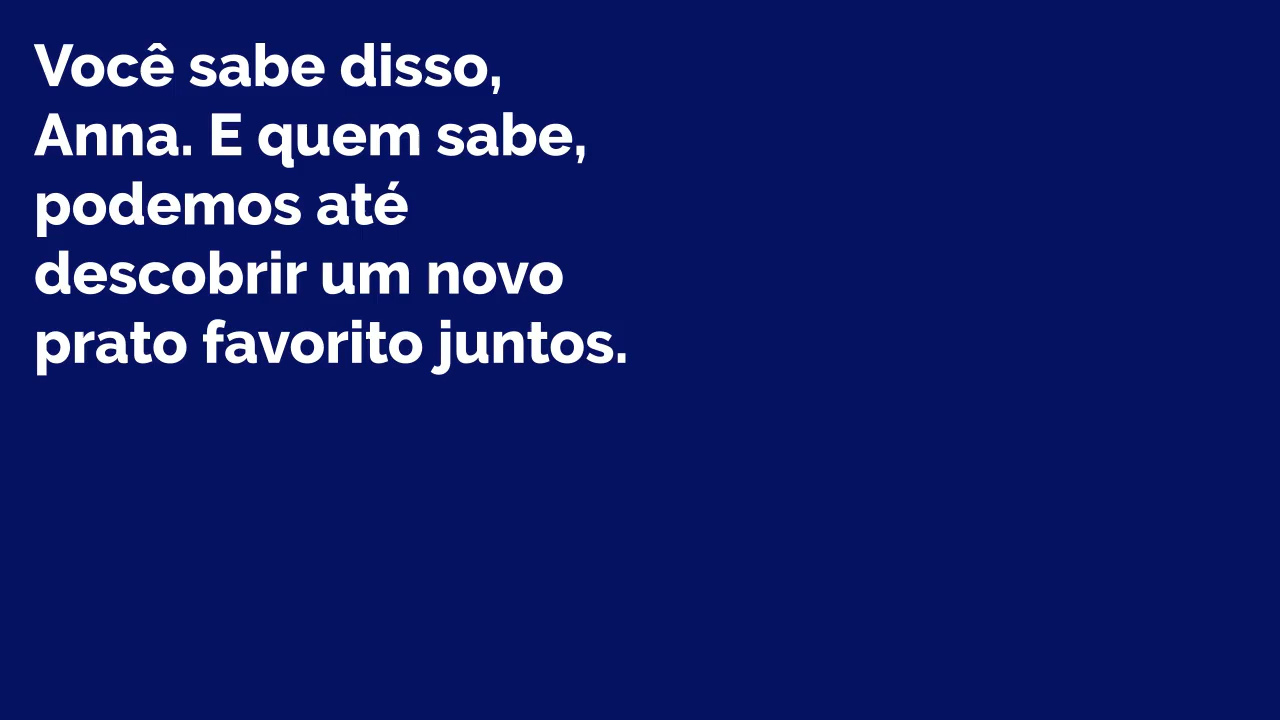 Você sabe disso,
Anna. E quem sabe,
podemos até
descobrir um novo
prato favorito juntos.